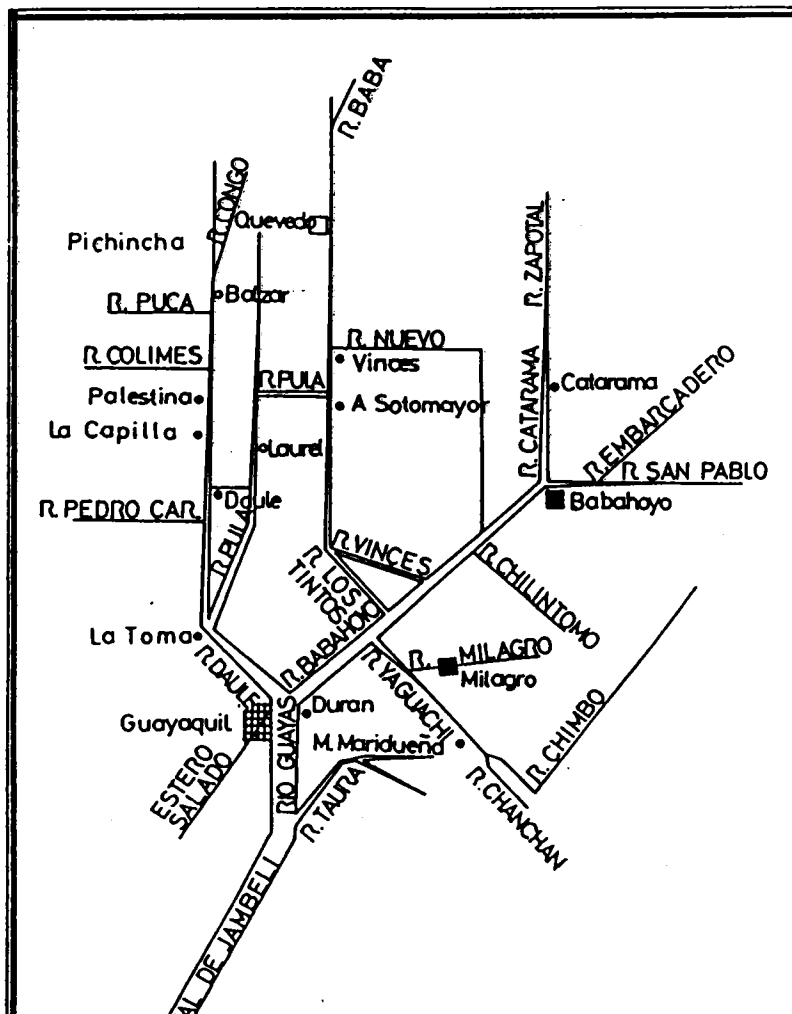 R. BABA
R. CONGO
Quevedo
Pichincha
R. ZAPOTAL
Balzar
R. PUCA
R. NUEVO
R. COLIMES
Vinces
R. PULA
R. CATARAMA
Catarama
R. EMBARCADERO
Palestina
A Sotomayor
La Capilla
Laurel
R. SAN PABLO
Daule
Babahoyo
R. PEDRO CAR.
R. PULA
R. VINCES
R. LOS
TINTOS
R. CHILINTOMO
La Toma
R. BABAHOYO
R. MILAGRO
Milagro
R. DAULE
R. YAGUACHI
Duran
Guayaquil
M. Maridueña
R. CHIMBO
RIO GUAYAS
ESTERO
SALADO
R. TAURA
R. CHANCHAN
AL DE JAMBELI